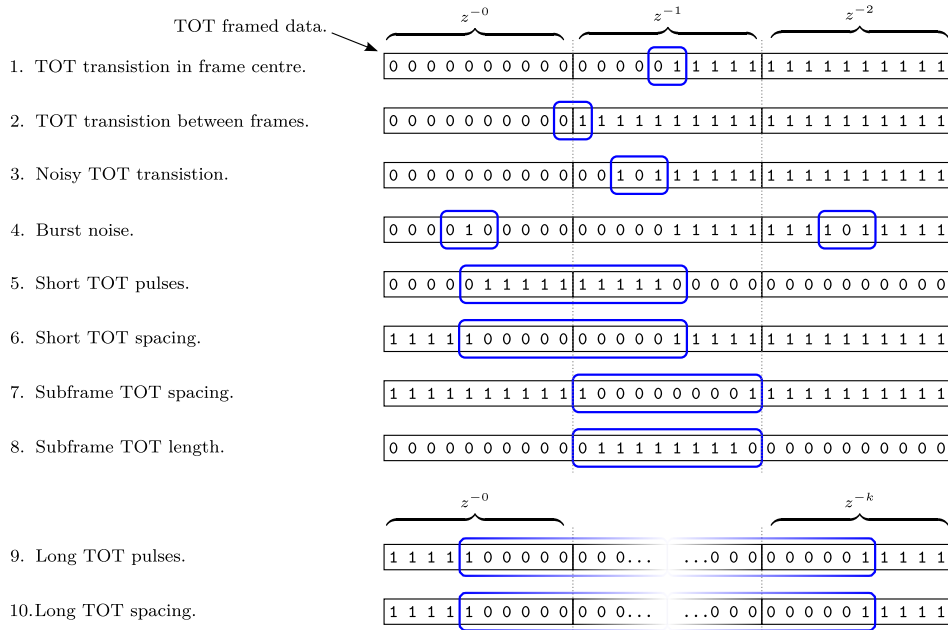 z⁻⁰ z⁻¹ z⁻²
TOT framed data.
1. TOT transistion in frame centre. 0 0 0 0 0 0 0 0 0 0 0 0 0 0 0 1 1 1 1 1 1 1 1 1 1 1 1 1 1 1
2. TOT transistion between frames. 0 0 0 0 0 0 0 0 0 0 1 1 1 1 1 1 1 1 1 1 1 1 1 1 1 1 1 1 1 1
3. Noisy TOT transistion. 0 0 0 0 0 0 0 0 0 0 0 0 1 0 1 1 1 1 1 1 1 1 1 1 1 1 1 1 1 1
4. Burst noise. 0 0 0 0 1 0 0 0 0 0 0 0 0 0 0 1 1 1 1 1 1 1 1 1 0 1 1 1 1 1
5. Short TOT pulses. 0 0 0 0 0 1 1 1 1 1 1 1 1 1 1 0 0 0 0 0 0 0 0 0 0 0 0 0 0 0
6. Short TOT spacing. 1 1 1 1 1 0 0 0 0 0 0 0 0 0 0 1 1 1 1 1 1 1 1 1 1 1 1 1 1 1
7. Subframe TOT spacing. 1 1 1 1 1 1 1 1 1 1 1 0 0 0 0 0 0 0 0 1 1 1 1 1 1 1 1 1 1 1
8. Subframe TOT length. 0 0 0 0 0 0 0 0 0 0 0 1 1 1 1 1 1 1 1 0 0 0 0 0 0 0 0 0 0 0
z⁻⁰ z⁻ᵏ
9. Long TOT pulses. 1 1 1 1 1 0 0 0 0 0 0 0 0... ...0 0 0 0 0 0 0 0 1 1 1 1 1
10.Long TOT spacing. 1 1 1 1 1 0 0 0 0 0 0 0 0... ...0 0 0 0 0 0 0 0 1 1 1 1 1